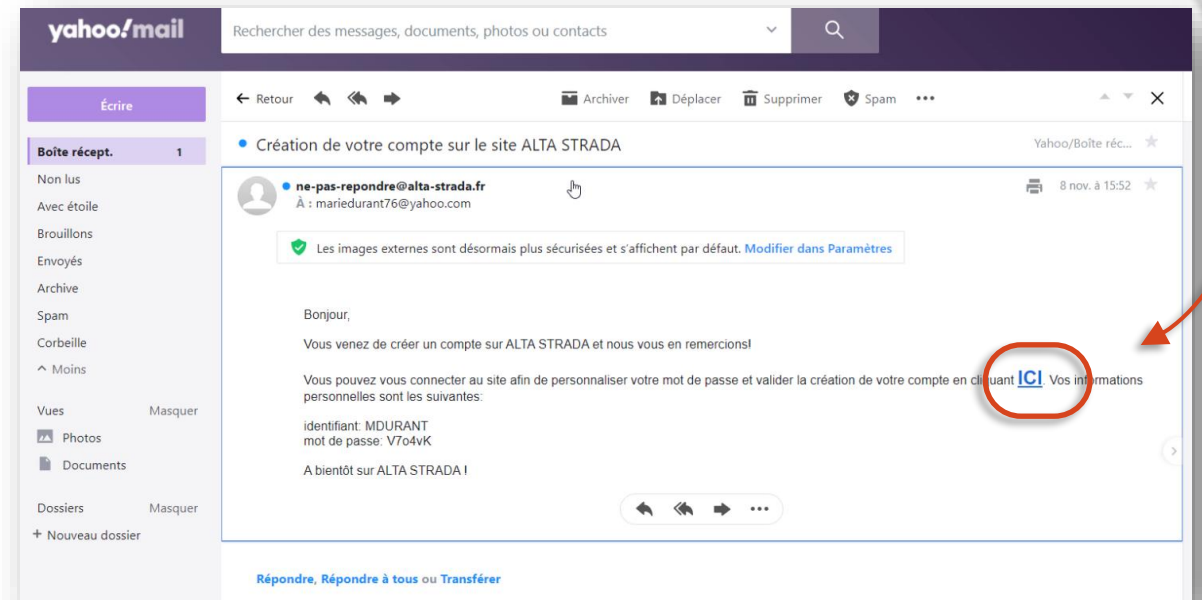 yahoo!mail
Rechercher des messages, documents, photos ou contacts
Écrire
Retour Archiver Déplacer Supprimer Spam
Boîte récept. 1
Non lus
Avec étoile
Brouillons
Envoyés
Archive
Spam
Corbeille
Moins
Vues Masquer
Photos
Documents
Dossiers Masquer
+ Nouveau dossier
Création de votre compte sur le site ALTA STRADA Yahoo/Boîte réc...
ne-pas-repondre@alta-strada.fr 8 nov. à 15:52
À : mariedurant76@yahoo.com
Les images externes sont désormais plus sécurisées et s'affichent par défaut. Modifier dans Paramètres
Bonjour,
Vous venez de créer un compte sur ALTA STRADA et nous vous en remercions!
Vous pouvez vous connecter au site afin de personnaliser votre mot de passe et valider la création de votre compte en cliquant ICI. Vos informations
personnelles sont les suivantes:
identifiant: MDURANT
mot de passe: V7o4vK
A bientôt sur ALTA STRADA !
Répondre, Répondre à tous ou Transférer